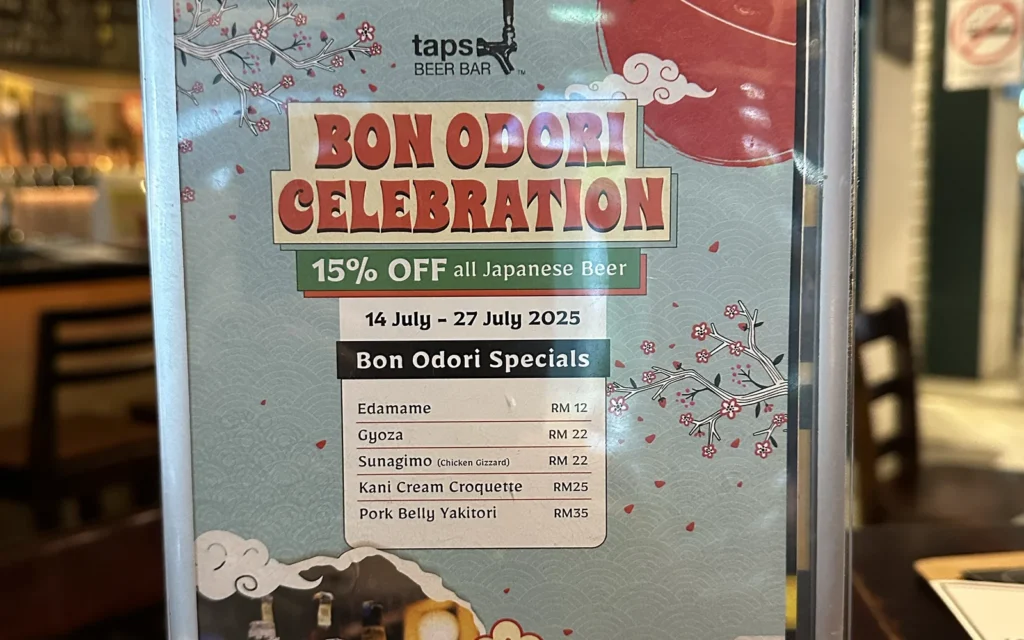 taps
BEER BAR™
BON ODORI
CELEBRATION
15% OFF all Japanese Beer
14 July - 27 July 2025
Bon Odori Specials
Edamame RM 12
Gyoza RM 22
Sunagimo (Chicken Gizzard) RM 22
Kani Cream Croquette RM25
Pork Belly Yakitori RM35